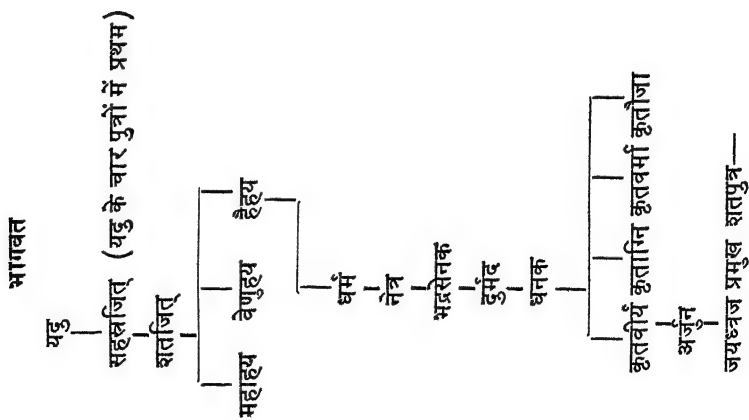 भागवत
यदु
सहस्रजित् (यदु के चार पुत्रों में प्रथम)
शतजित्
महाहय वेणुहय हैहय
धर्म
नेत्र
भद्रसेनक
दुर्मद
धनक
कृतवीर्य कृताग्नि कृतवर्मा कृतौजा
अर्जुन
जयध्वज प्रमुख शतपुत्र—